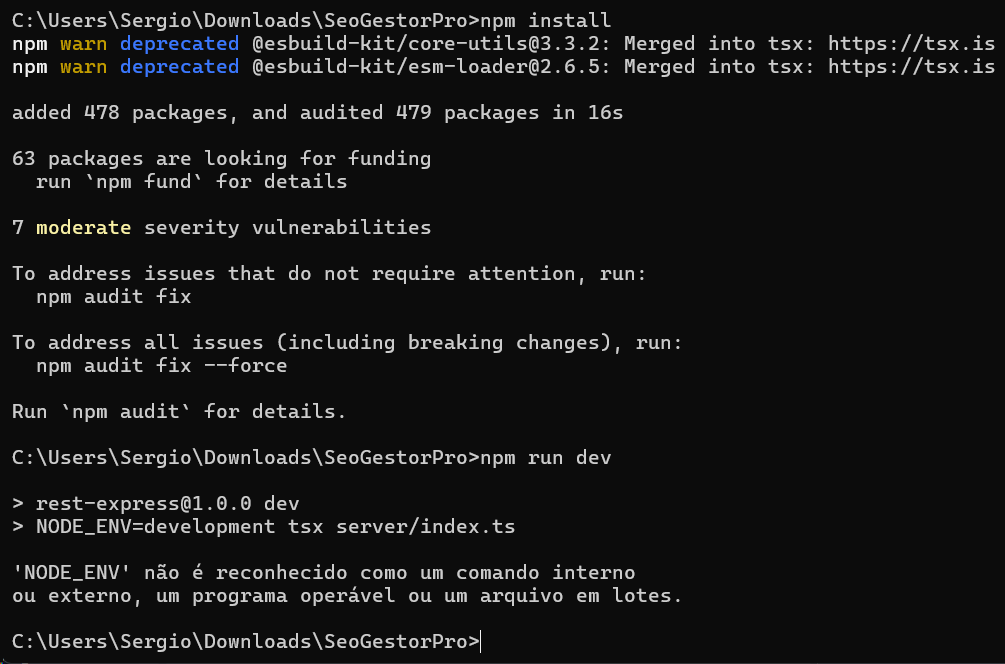 C:\Users\Sergio\Downloads\SeoGestorPro>npm install
npm warn deprecated @esbuild-kit/core-utils@3.3.2: Merged into tsx: https://tsx.is
npm warn deprecated @esbuild-kit/esm-loader@2.6.5: Merged into tsx: https://tsx.is
added 478 packages, and audited 479 packages in 16s
63 packages are looking for funding
  run `npm fund` for details
7 moderate severity vulnerabilities
To address issues that do not require attention, run:
  npm audit fix
To address all issues (including breaking changes), run:
  npm audit fix --force
Run `npm audit` for details.
C:\Users\Sergio\Downloads\SeoGestorPro>npm run dev
> rest-express@1.0.0 dev
> NODE_ENV=development tsx server/index.ts
'NODE_ENV' não é reconhecido como um comando interno
ou externo, um programa operável ou um arquivo em lotes.
C:\Users\Sergio\Downloads\SeoGestorPro>